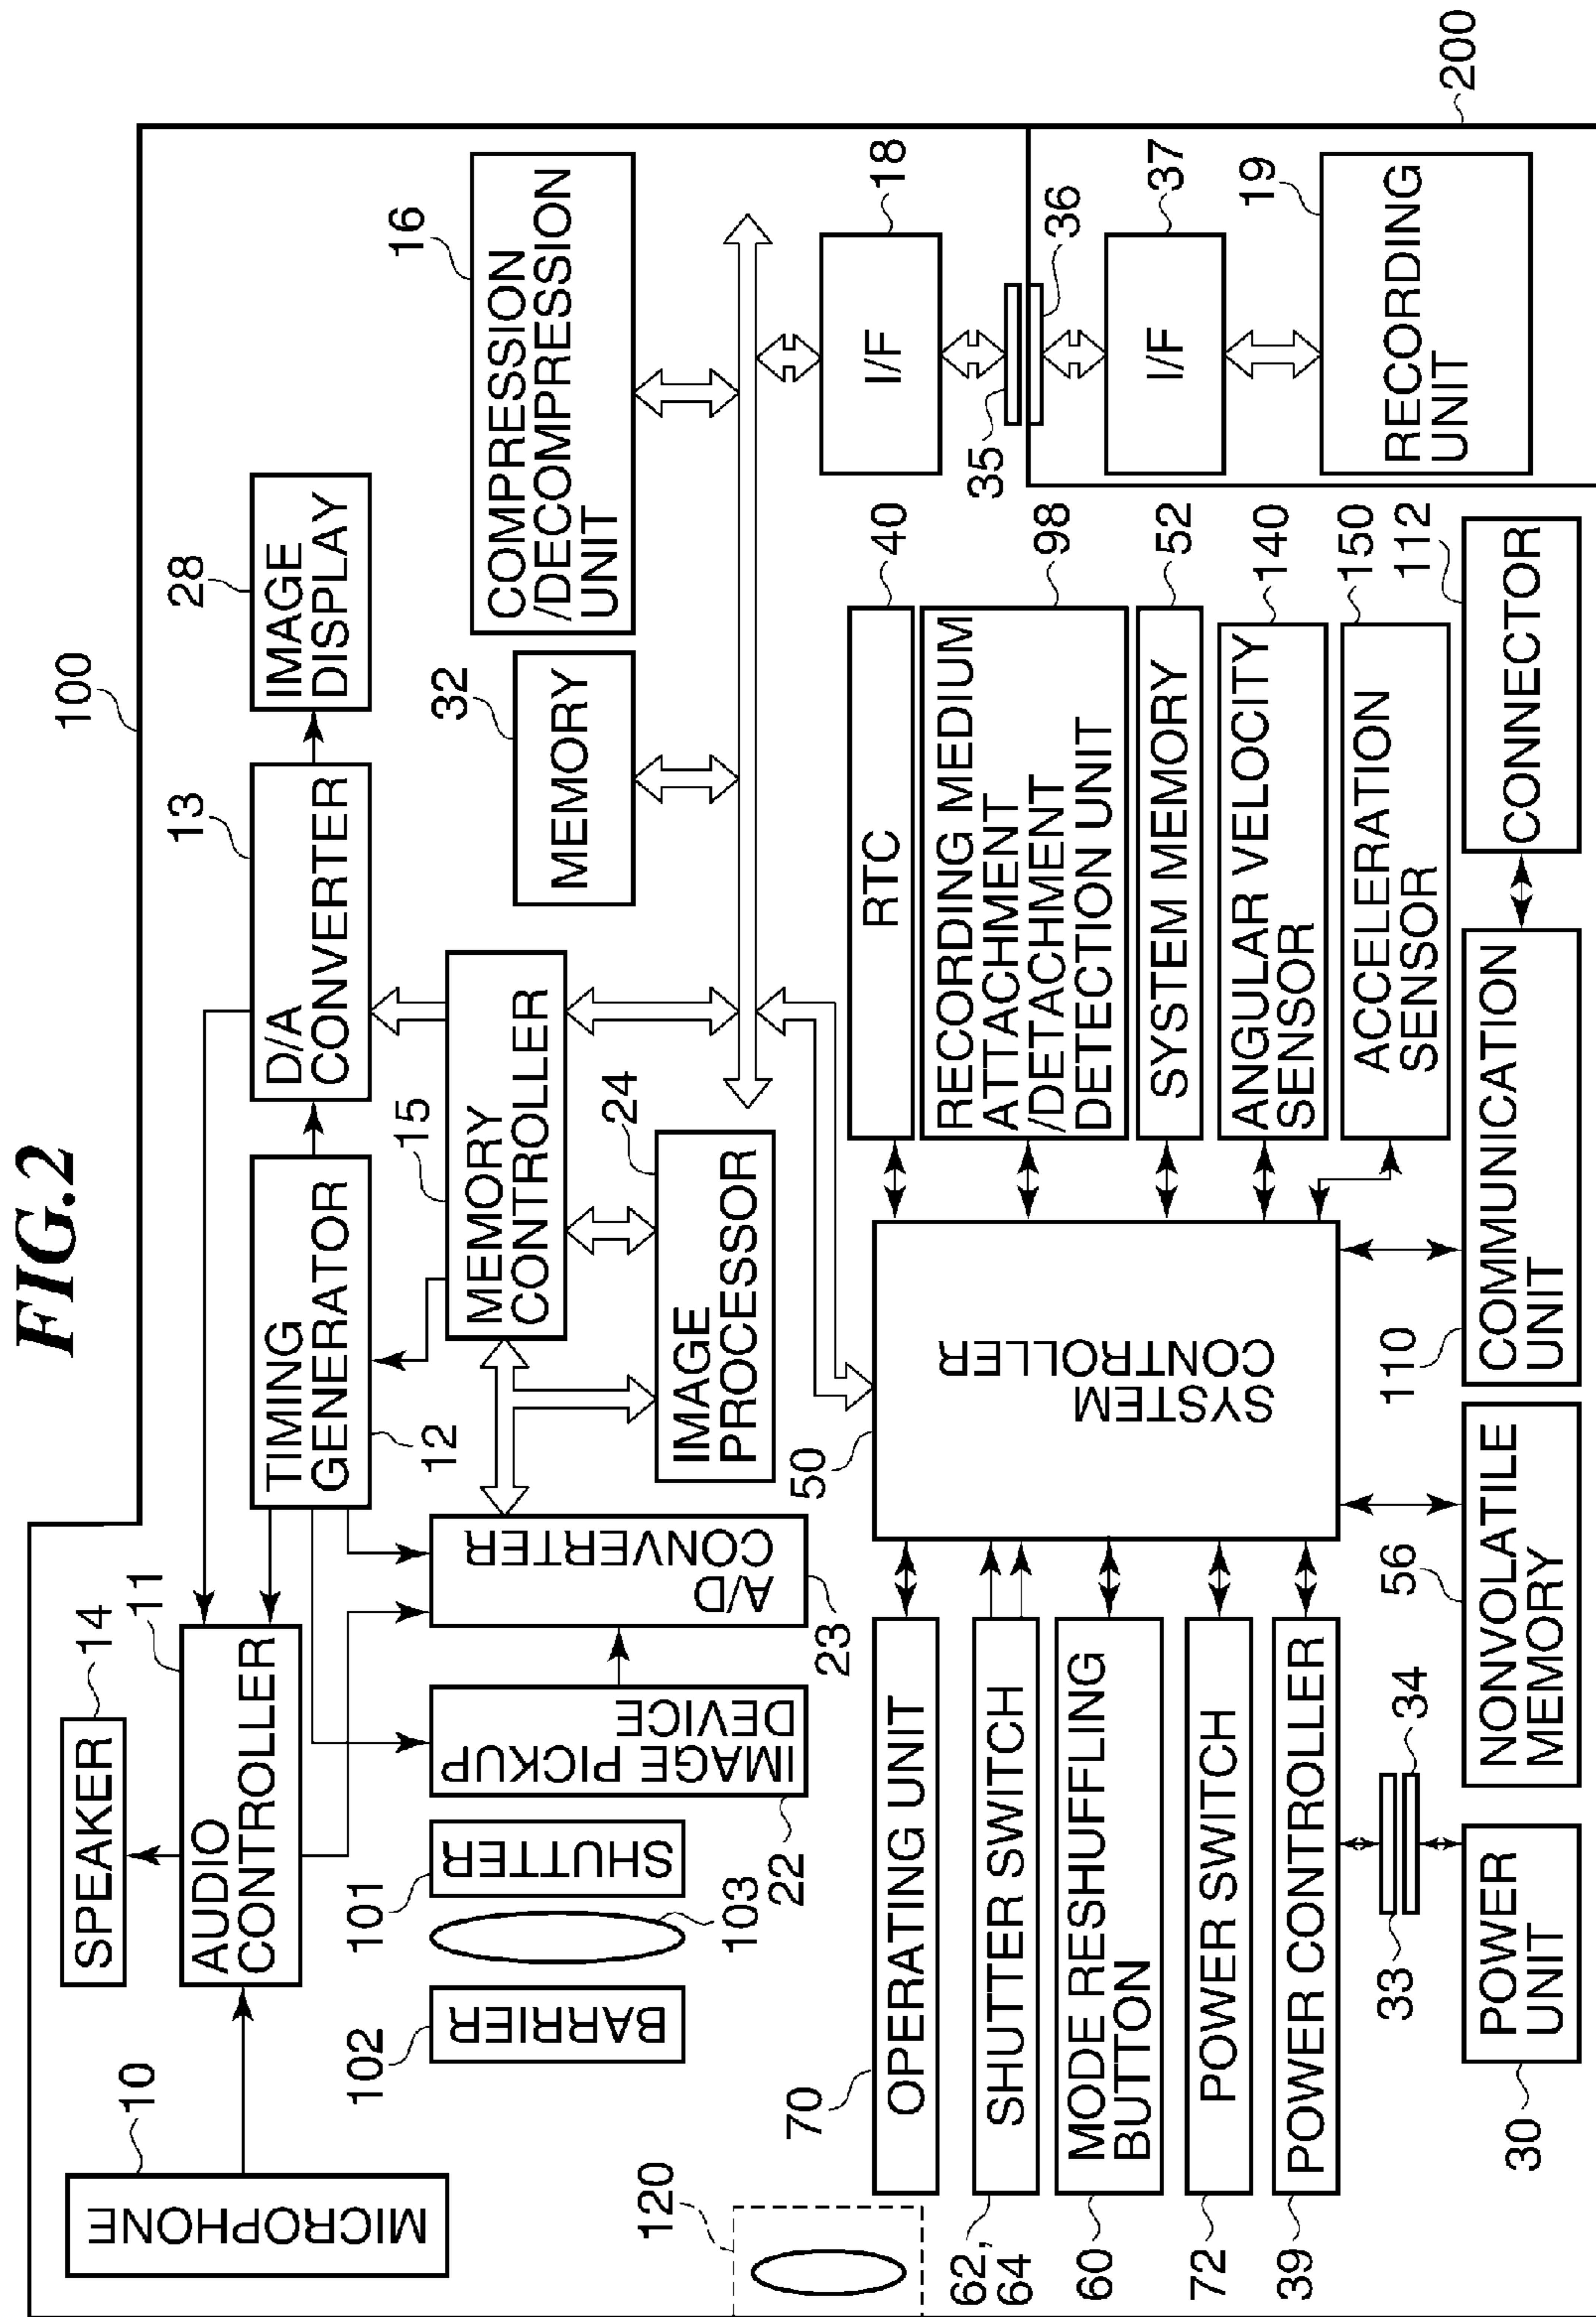 FIG.2
100
200
MICROPHONE
10
SPEAKER
14
AUDIO
CONTROLLER
11
TIMING
GENERATOR
12
D/A
CONVERTER
13
IMAGE
DISPLAY
28
BARRIER
102
103
SHUTTER
101
IMAGE PICKUP
DEVICE
22
A/D
CONVERTER
23
MEMORY
CONTROLLER
15
IMAGE
PROCESSOR
24
MEMORY
32
COMPRESSION
/DECOMPRESSION
UNIT
16
I/F
18
35
36
I/F
37
RECORDING
UNIT
19
120
OPERATING UNIT
70
SHUTTER SWITCH
62,
64
MODE RESHUFFLING
BUTTON
60
POWER SWITCH
72
POWER CONTROLLER
39
33
34
POWER
UNIT
30
SYSTEM
CONTROLLER
50
RTC
40
RECORDING MEDIUM
ATTACHMENT
/DETACHMENT
DETECTION UNIT
98
SYSTEM MEMORY
52
ANGULAR VELOCITY
SENSOR
140
ACCELERATION
SENSOR
150
NONVOLATILE
MEMORY
56
COMMUNICATION
UNIT
110
CONNECTOR
112